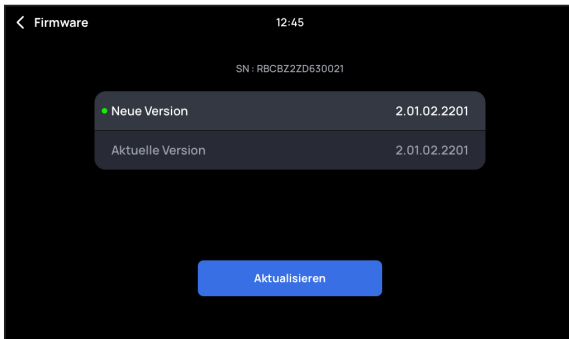 Firmware 12:45
SN : RBCBZ2ZD630021
Neue Version 2.01.02.2201
Aktuelle Version 2.01.02.2201
Aktualisieren